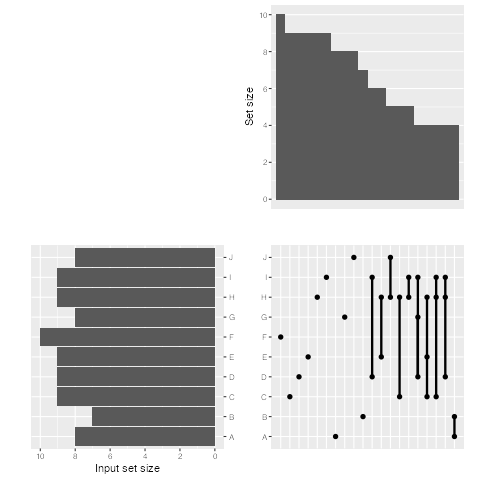 10
8
6
4
2
0
Set size
J
I
H
G
F
E
D
C
B
A
10 8 6 4 2 0
Input set size
J
I
H
G
F
E
D
C
B
A